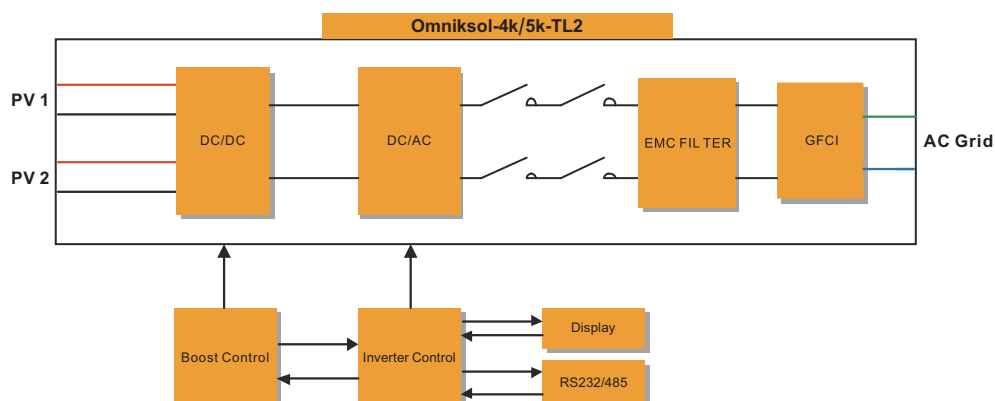 Omniksol-4k/5k-TL2
PV 1
PV 2
DC/DC
DC/AC
EMC FIL TER
GFCI
AC Grid
Boost Control
Inverter Control
Display
RS232/485